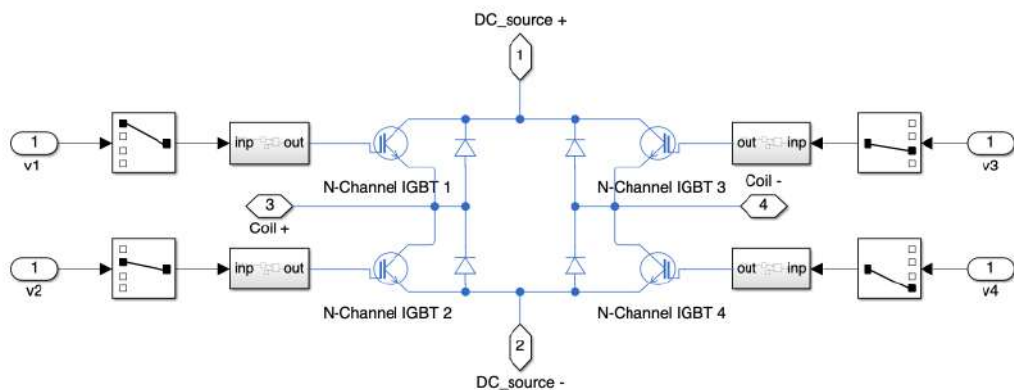 DC_source +
1
1
v1
inp out
N-Channel IGBT 1
N-Channel IGBT 3
out inp
1
v3
3
Coil +
Coil -
4
1
v2
inp out
N-Channel IGBT 2
N-Channel IGBT 4
out inp
1
v4
2
DC_source -